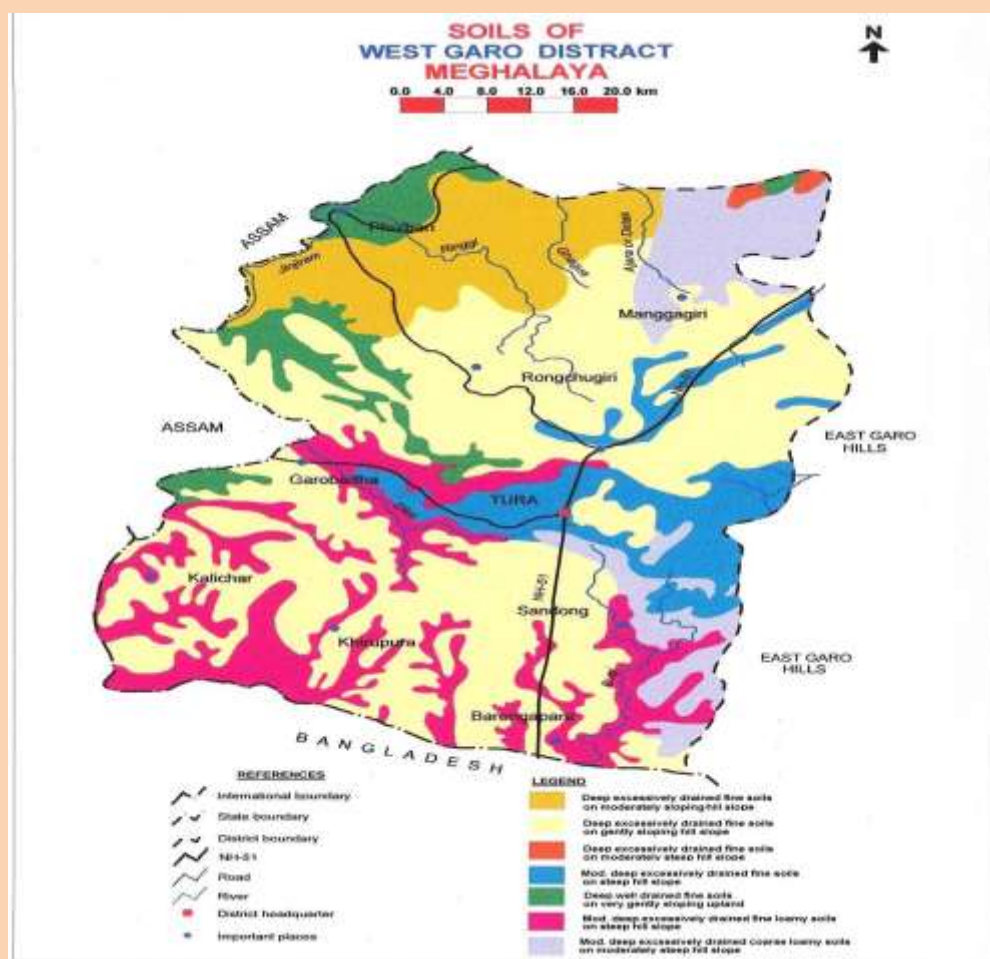 SOILS OF
WEST GARO DISTRACT
MEGHALAYA
N
0.0 4.0 8.0 12.0 16.0 20.0 km
ASSAM
Ringgi
Jinjiram
Manggagiri
Rongchugiri
ASSAM
EAST GARO
HILLS
Garobadha
TURA
NH-51
Kalichar
Sandong
Khirupura
EAST GARO
HILLS
Barengapara
BANGLADESH
REFERENCES
International boundary
State boundary
District boundary
NH-51
Road
River
District headquarter
Important places
LEGEND
Deep excessively drained fine soils
on moderately sloping hill slope
Deep excessively drained fine soils
on gently sloping hill slope
Deep excessively drained fine soils
on moderately steep hill slope
Mod. deep excessively drained fine soils
on steep hill slope
Deep well drained fine soils
on very gently sloping upland
Mod. deep excessively drained fine loamy soils
on steep hill slope
Mod. deep excessively drained coarse loamy soils
on moderately steep hill slope